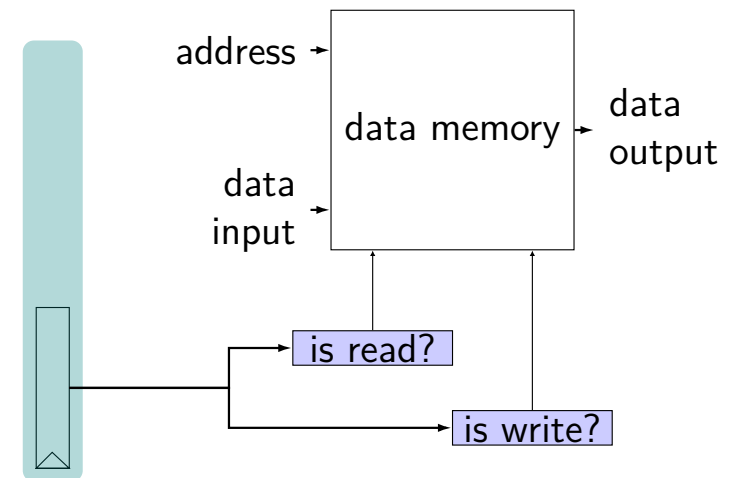 address
data memory
data
output
data
input
is read?
is write?